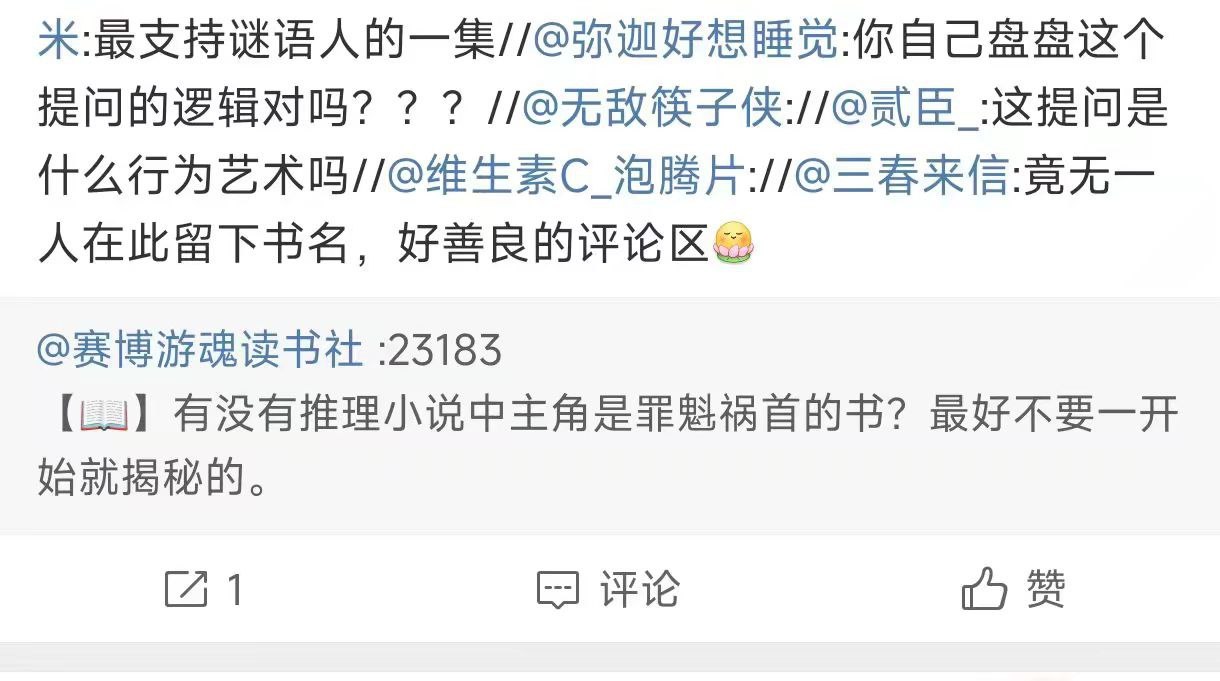 米:最支持谜语人的一集//@弥迦好想睡觉:你自己盘盘这个
提问的逻辑对吗？？？//@无敌筷子侠://@贰臣_:这提问是
什么行为艺术吗//@维生素C_泡腾片://@三春来信:竟无一
人在此留下书名，好善良的评论区
@赛博游魂读书社 :23183
【📖】有没有推理小说中主角是罪魁祸首的书？最好不要一开
始就揭秘的。
1
评论
赞